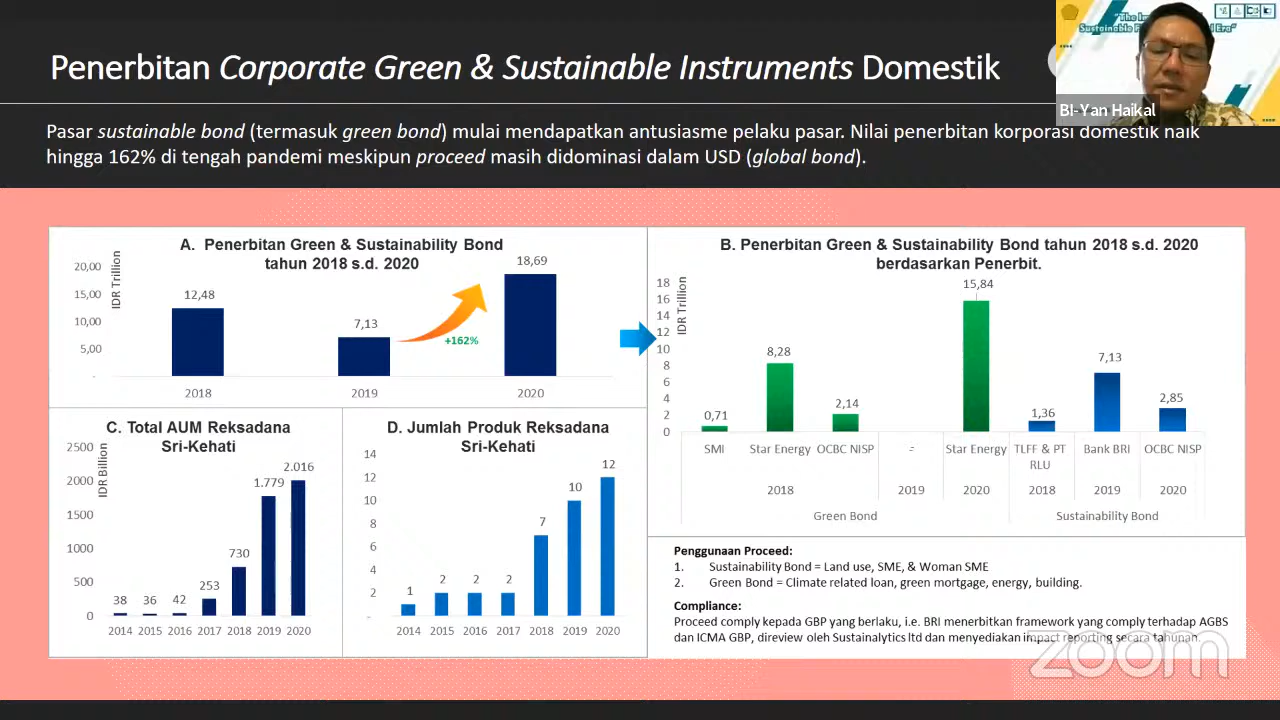 Penerbitan Corporate Green & Sustainable Instruments Domestik
"The Im
Sustainable
Era"
BI-Yan Haikal
Pasar sustainable bond (termasuk green bond) mulai mendapatkan antusiasme pelaku pasar. Nilai penerbitan korporasi domestik naik
hingga 162% di tengah pandemi meskipun proceed masih didominasi dalam USD (global bond).
A. Penerbitan Green & Sustainability Bond
tahun 2018 s.d. 2020
IDR Trillion
20,00
15,00
10,00
5,00
-
12,48
7,13
18,69
+162%
2018 2019 2020
B. Penerbitan Green & Sustainability Bond tahun 2018 s.d. 2020
berdasarkan Penerbit.
IDR Trillion
18
16
14
12
10
8
6
4
2
0
0,71
8,28
2,14
15,84
1,36
7,13
2,85
SMI Star Energy OCBC NISP - Star Energy TLFF & PT Bank BRI OCBC NISP
RLU
2018 2019 2020 2018 2019 2020
Green Bond Sustainability Bond
C. Total AUM Reksadana
Sri-Kehati
IDR Billion
2500
2000
1500
1000
500
0
38 36 42 253 730 1.779 2.016
2014 2015 2016 2017 2018 2019 2020
D. Jumlah Produk Reksadana
Sri-Kehati
14
12
10
8
6
4
2
-
1 2 2 2 7 10 12
2014 2015 2016 2017 2018 2019 2020
Penggunaan Proceed:
1. Sustainability Bond = Land use, SME, & Woman SME
2. Green Bond = Climate related loan, green mortgage, energy, building.
Compliance:
Proceed comply kepada GBP yang berlaku, i.e. BRI menerbitkan framework yang comply terhadap AGBS
dan ICMA GBP, direview oleh Sustainalytics ltd dan menyediakan impact reporting secara tahunan.
zoom